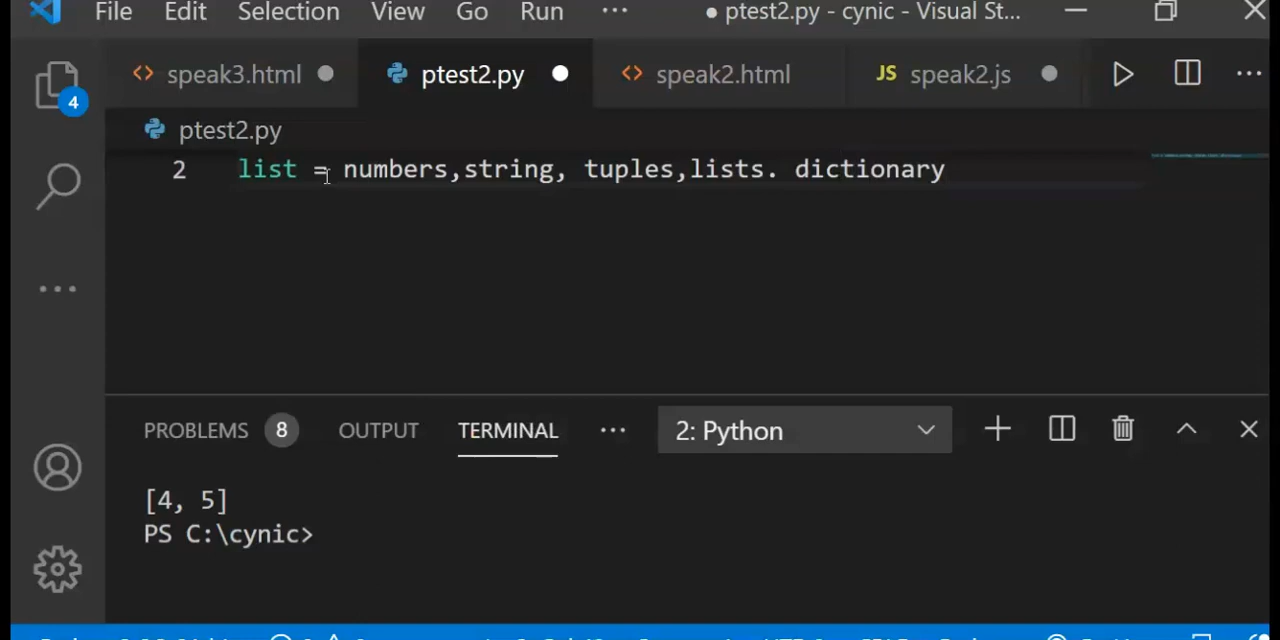 File Edit Selection View Go Run ··· ● ptest2.py - cynic - Visual St...
<> speak3.html ● ptest2.py ● <> speak2.html JS speak2.js ● ···
4
ptest2.py
2 list = numbers,string, tuples,lists. dictionary
PROBLEMS 8 OUTPUT TERMINAL ··· 2: Python
[4, 5]
PS C:\cynic>